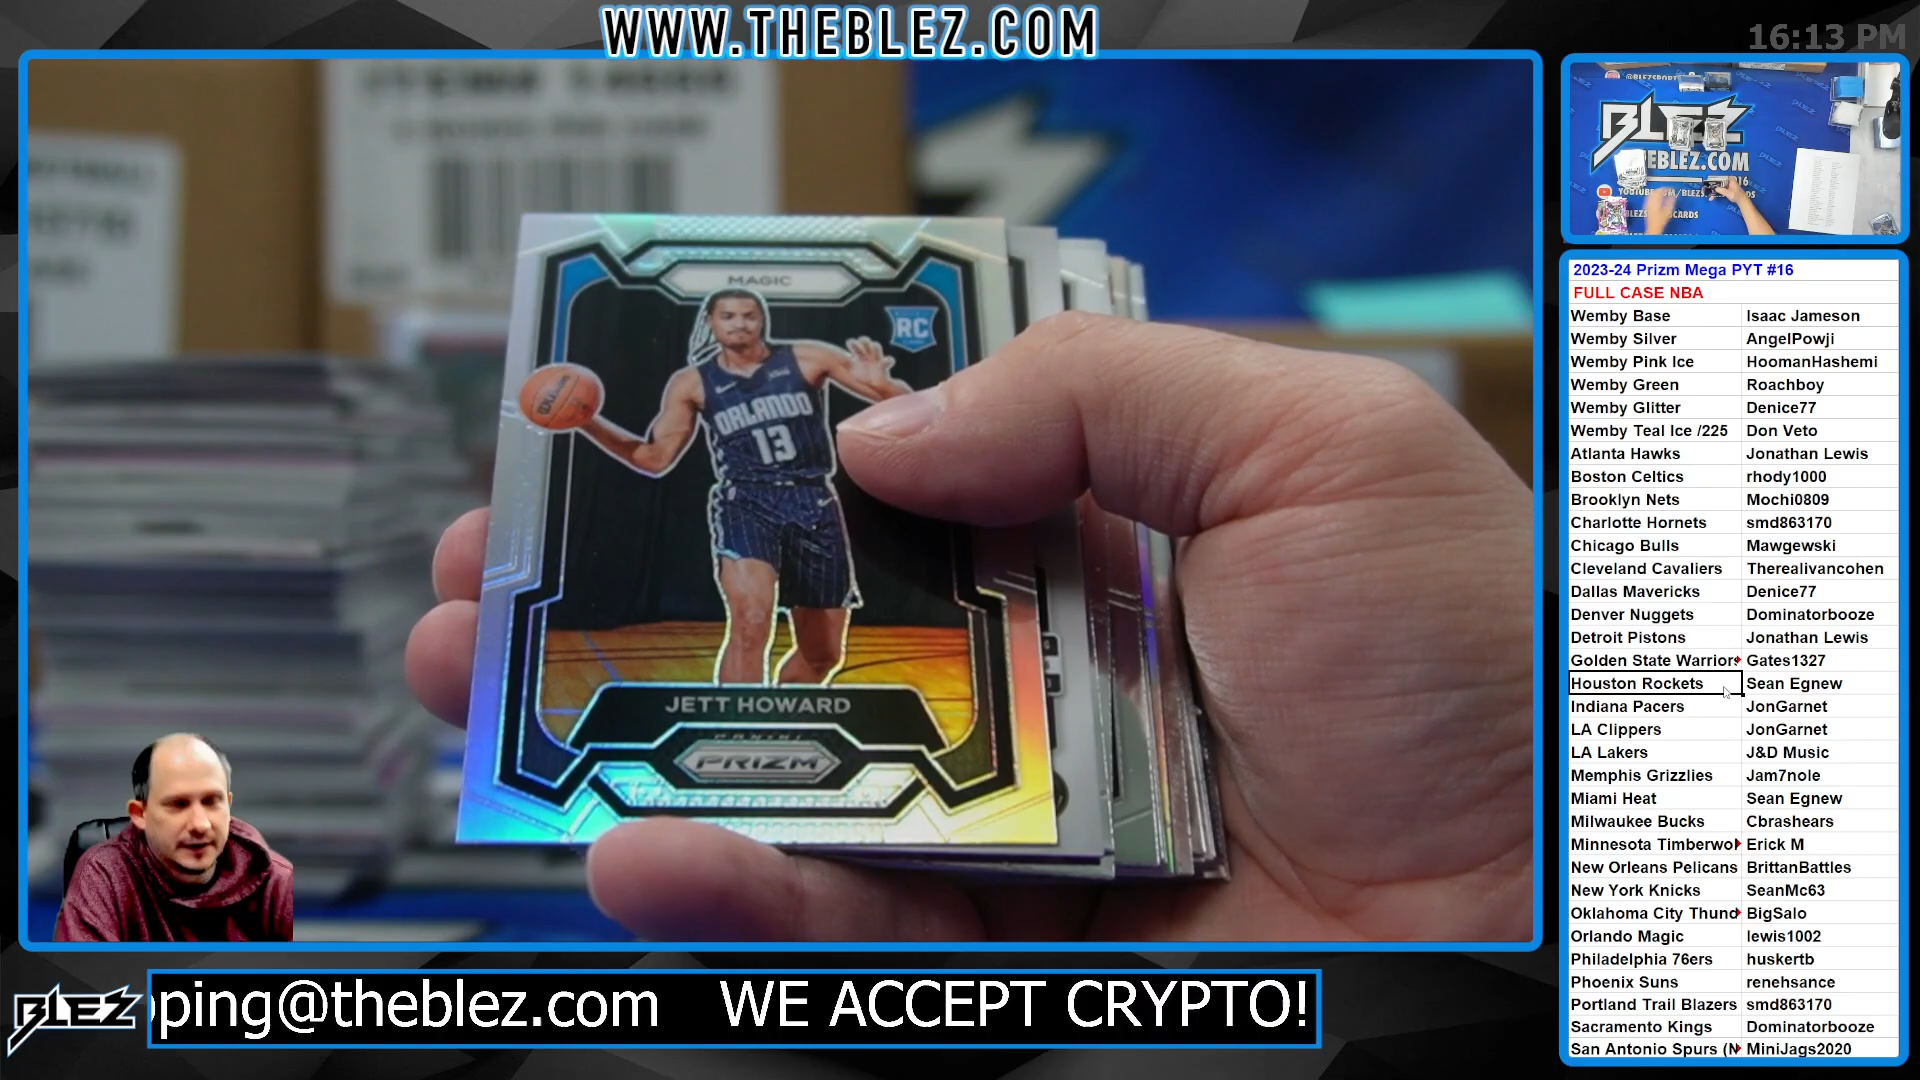 WWW.THEBLEZ.COM
16:13 PM
MAGIC
RC
ORLANDO
13
JETT HOWARD
PANINI
PRIZM
BLEZ
THEBLEZ.COM
2023-24 Prizm Mega PYT #16
FULL CASE NBA
Wemby Base Isaac Jameson
Wemby Silver AngelPowji
Wemby Pink Ice HoomanHashemi
Wemby Green Roachboy
Wemby Glitter Denice77
Wemby Teal Ice /225 Don Veto
Atlanta Hawks Jonathan Lewis
Boston Celtics rhody1000
Brooklyn Nets Mochi0809
Charlotte Hornets smd863170
Chicago Bulls Mawgewski
Cleveland Cavaliers Therealivancohen
Dallas Mavericks Denice77
Denver Nuggets Dominatorbooze
Detroit Pistons Jonathan Lewis
Golden State Warriors Gates1327
Houston Rockets Sean Egnew
Indiana Pacers JonGarnet
LA Clippers JonGarnet
LA Lakers J&D Music
Memphis Grizzlies Jam7nole
Miami Heat Sean Egnew
Milwaukee Bucks Cbrashears
Minnesota Timberwol Erick M
New Orleans Pelicans BrittanBattles
New York Knicks SeanMc63
Oklahoma City Thund BigSalo
Orlando Magic lewis1002
Philadelphia 76ers huskertb
Phoenix Suns renehsance
Portland Trail Blazers smd863170
Sacramento Kings Dominatorbooze
San Antonio Spurs (N MiniJags2020
BLEZ
pping@theblez.com WE ACCEPT CRYPTO!